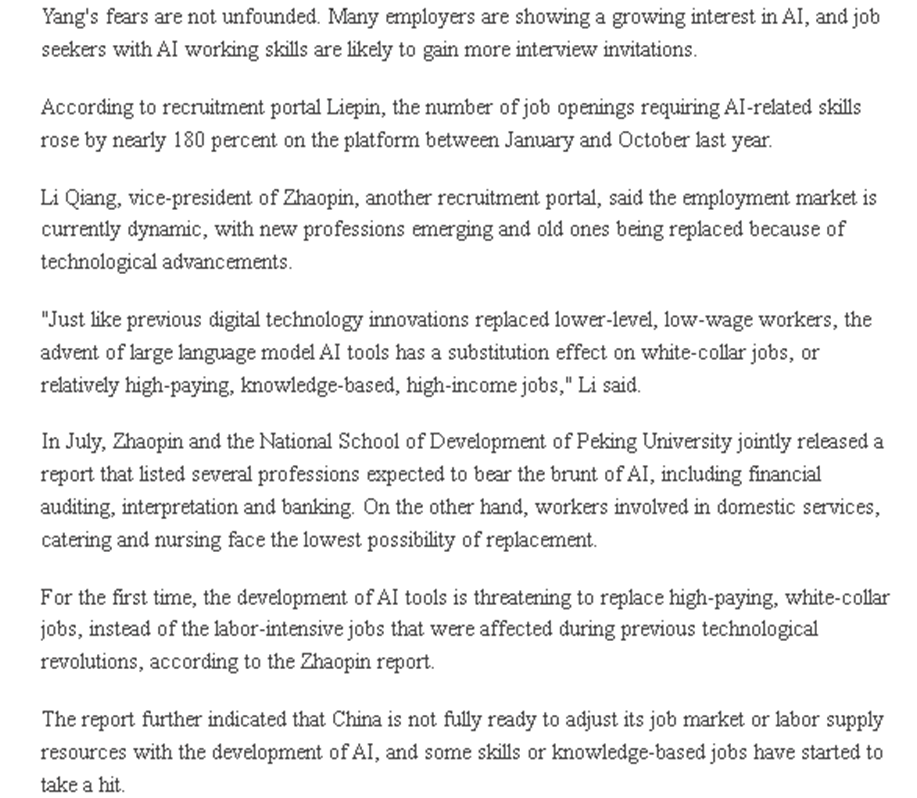 Yang's fears are not unfounded. Many employers are showing a growing interest in AI, and job
seekers with AI working skills are likely to gain more interview invitations.
According to recruitment portal Liepin, the number of job openings requiring AI-related skills
rose by nearly 180 percent on the platform between January and October last year.
Li Qiang, vice-president of Zhaopin, another recruitment portal, said the employment market is
currently dynamic, with new professions emerging and old ones being replaced because of
technological advancements.
"Just like previous digital technology innovations replaced lower-level, low-wage workers, the
advent of large language model AI tools has a substitution effect on white-collar jobs, or
relatively high-paying, knowledge-based, high-income jobs," Li said.
In July, Zhaopin and the National School of Development of Peking University jointly released a
report that listed several professions expected to bear the brunt of AI, including financial
auditing, interpretation and banking. On the other hand, workers involved in domestic services,
catering and nursing face the lowest possibility of replacement.
For the first time, the development of AI tools is threatening to replace high-paying, white-collar
jobs, instead of the labor-intensive jobs that were affected during previous technological
revolutions, according to the Zhaopin report.
The report further indicated that China is not fully ready to adjust its job market or labor supply
resources with the development of AI, and some skills or knowledge-based jobs have started to
take a hit.